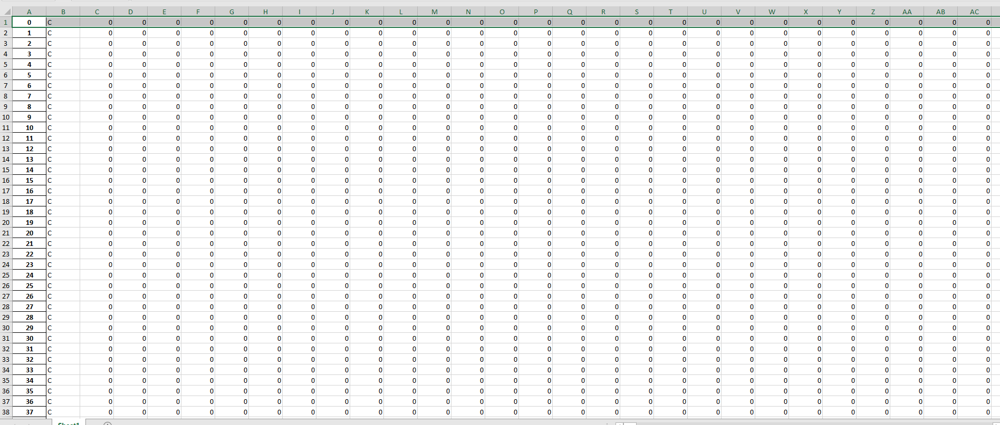 A B C D E F G H I J K L M N O P Q R S T U V W X Y Z AA AB AC
1 0 C 0 0 0 0 0 0 0 0 0 0 0 0 0 0 0 0 0 0 0 0 0 0 0 0 0 0 0
2 1 C 0 0 0 0 0 0 0 0 0 0 0 0 0 0 0 0 0 0 0 0 0 0 0 0 0 0 0
3 2 C 0 0 0 0 0 0 0 0 0 0 0 0 0 0 0 0 0 0 0 0 0 0 0 0 0 0 0
4 3 C 0 0 0 0 0 0 0 0 0 0 0 0 0 0 0 0 0 0 0 0 0 0 0 0 0 0 0
5 4 C 0 0 0 0 0 0 0 0 0 0 0 0 0 0 0 0 0 0 0 0 0 0 0 0 0 0 0
6 5 C 0 0 0 0 0 0 0 0 0 0 0 0 0 0 0 0 0 0 0 0 0 0 0 0 0 0 0
7 6 C 0 0 0 0 0 0 0 0 0 0 0 0 0 0 0 0 0 0 0 0 0 0 0 0 0 0 0
8 7 C 0 0 0 0 0 0 0 0 0 0 0 0 0 0 0 0 0 0 0 0 0 0 0 0 0 0 0
9 8 C 0 0 0 0 0 0 0 0 0 0 0 0 0 0 0 0 0 0 0 0 0 0 0 0 0 0 0
10 9 C 0 0 0 0 0 0 0 0 0 0 0 0 0 0 0 0 0 0 0 0 0 0 0 0 0 0 0
11 10 C 0 0 0 0 0 0 0 0 0 0 0 0 0 0 0 0 0 0 0 0 0 0 0 0 0 0 0
12 11 C 0 0 0 0 0 0 0 0 0 0 0 0 0 0 0 0 0 0 0 0 0 0 0 0 0 0 0
13 12 C 0 0 0 0 0 0 0 0 0 0 0 0 0 0 0 0 0 0 0 0 0 0 0 0 0 0 0
14 13 C 0 0 0 0 0 0 0 0 0 0 0 0 0 0 0 0 0 0 0 0 0 0 0 0 0 0 0
15 14 C 0 0 0 0 0 0 0 0 0 0 0 0 0 0 0 0 0 0 0 0 0 0 0 0 0 0 0
16 15 C 0 0 0 0 0 0 0 0 0 0 0 0 0 0 0 0 0 0 0 0 0 0 0 0 0 0 0
17 16 C 0 0 0 0 0 0 0 0 0 0 0 0 0 0 0 0 0 0 0 0 0 0 0 0 0 0 0
18 17 C 0 0 0 0 0 0 0 0 0 0 0 0 0 0 0 0 0 0 0 0 0 0 0 0 0 0 0
19 18 C 0 0 0 0 0 0 0 0 0 0 0 0 0 0 0 0 0 0 0 0 0 0 0 0 0 0 0
20 19 C 0 0 0 0 0 0 0 0 0 0 0 0 0 0 0 0 0 0 0 0 0 0 0 0 0 0 0
21 20 C 0 0 0 0 0 0 0 0 0 0 0 0 0 0 0 0 0 0 0 0 0 0 0 0 0 0 0
22 21 C 0 0 0 0 0 0 0 0 0 0 0 0 0 0 0 0 0 0 0 0 0 0 0 0 0 0 0
23 22 C 0 0 0 0 0 0 0 0 0 0 0 0 0 0 0 0 0 0 0 0 0 0 0 0 0 0 0
24 23 C 0 0 0 0 0 0 0 0 0 0 0 0 0 0 0 0 0 0 0 0 0 0 0 0 0 0 0
25 24 C 0 0 0 0 0 0 0 0 0 0 0 0 0 0 0 0 0 0 0 0 0 0 0 0 0 0 0
26 25 C 0 0 0 0 0 0 0 0 0 0 0 0 0 0 0 0 0 0 0 0 0 0 0 0 0 0 0
27 26 C 0 0 0 0 0 0 0 0 0 0 0 0 0 0 0 0 0 0 0 0 0 0 0 0 0 0 0
28 27 C 0 0 0 0 0 0 0 0 0 0 0 0 0 0 0 0 0 0 0 0 0 0 0 0 0 0 0
29 28 C 0 0 0 0 0 0 0 0 0 0 0 0 0 0 0 0 0 0 0 0 0 0 0 0 0 0 0
30 29 C 0 0 0 0 0 0 0 0 0 0 0 0 0 0 0 0 0 0 0 0 0 0 0 0 0 0 0
31 30 C 0 0 0 0 0 0 0 0 0 0 0 0 0 0 0 0 0 0 0 0 0 0 0 0 0 0 0
32 31 C 0 0 0 0 0 0 0 0 0 0 0 0 0 0 0 0 0 0 0 0 0 0 0 0 0 0 0
33 32 C 0 0 0 0 0 0 0 0 0 0 0 0 0 0 0 0 0 0 0 0 0 0 0 0 0 0 0
34 33 C 0 0 0 0 0 0 0 0 0 0 0 0 0 0 0 0 0 0 0 0 0 0 0 0 0 0 0
35 34 C 0 0 0 0 0 0 0 0 0 0 0 0 0 0 0 0 0 0 0 0 0 0 0 0 0 0 0
36 35 C 0 0 0 0 0 0 0 0 0 0 0 0 0 0 0 0 0 0 0 0 0 0 0 0 0 0 0
37 36 C 0 0 0 0 0 0 0 0 0 0 0 0 0 0 0 0 0 0 0 0 0 0 0 0 0 0 0
38 37 C 0 0 0 0 0 0 0 0 0 0 0 0 0 0 0 0 0 0 0 0 0 0 0 0 0 0 0
Sheet1